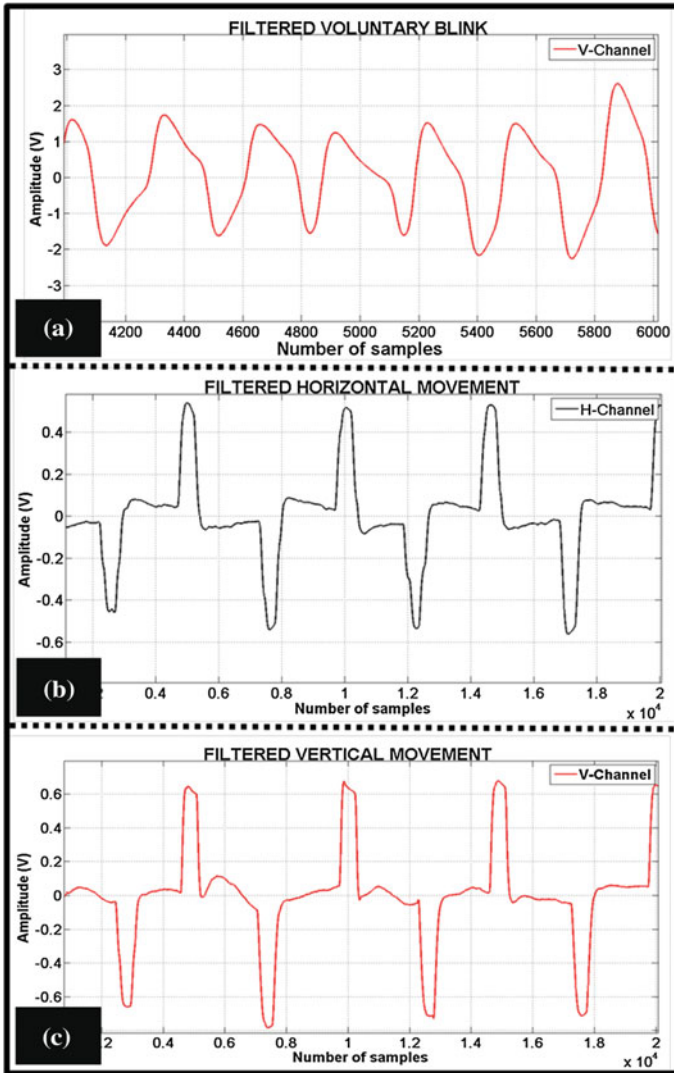 FILTERED VOLUNTARY BLINK
V-Channel
3
2
1
0
-1
-2
-3
Amplitude (V)
4200 4400 4600 4800 5000 5200 5400 5600 5800 6000
Number of samples
(a)
FILTERED HORIZONTAL MOVEMENT
H-Channel
0.4
0.2
0
-0.2
-0.4
-0.6
Amplitude (V)
0.4 0.6 0.8 1 1.2 1.4 1.6 1.8 2.0
Number of samples
x 10^4
(b)
FILTERED VERTICAL MOVEMENT
V-Channel
0.6
0.4
0.2
0
-0.2
-0.4
-0.6
Amplitude (V)
0.4 0.6 0.8 1 1.2 1.4 1.6 1.8 2.0
Number of samples
x 10^4
(c)